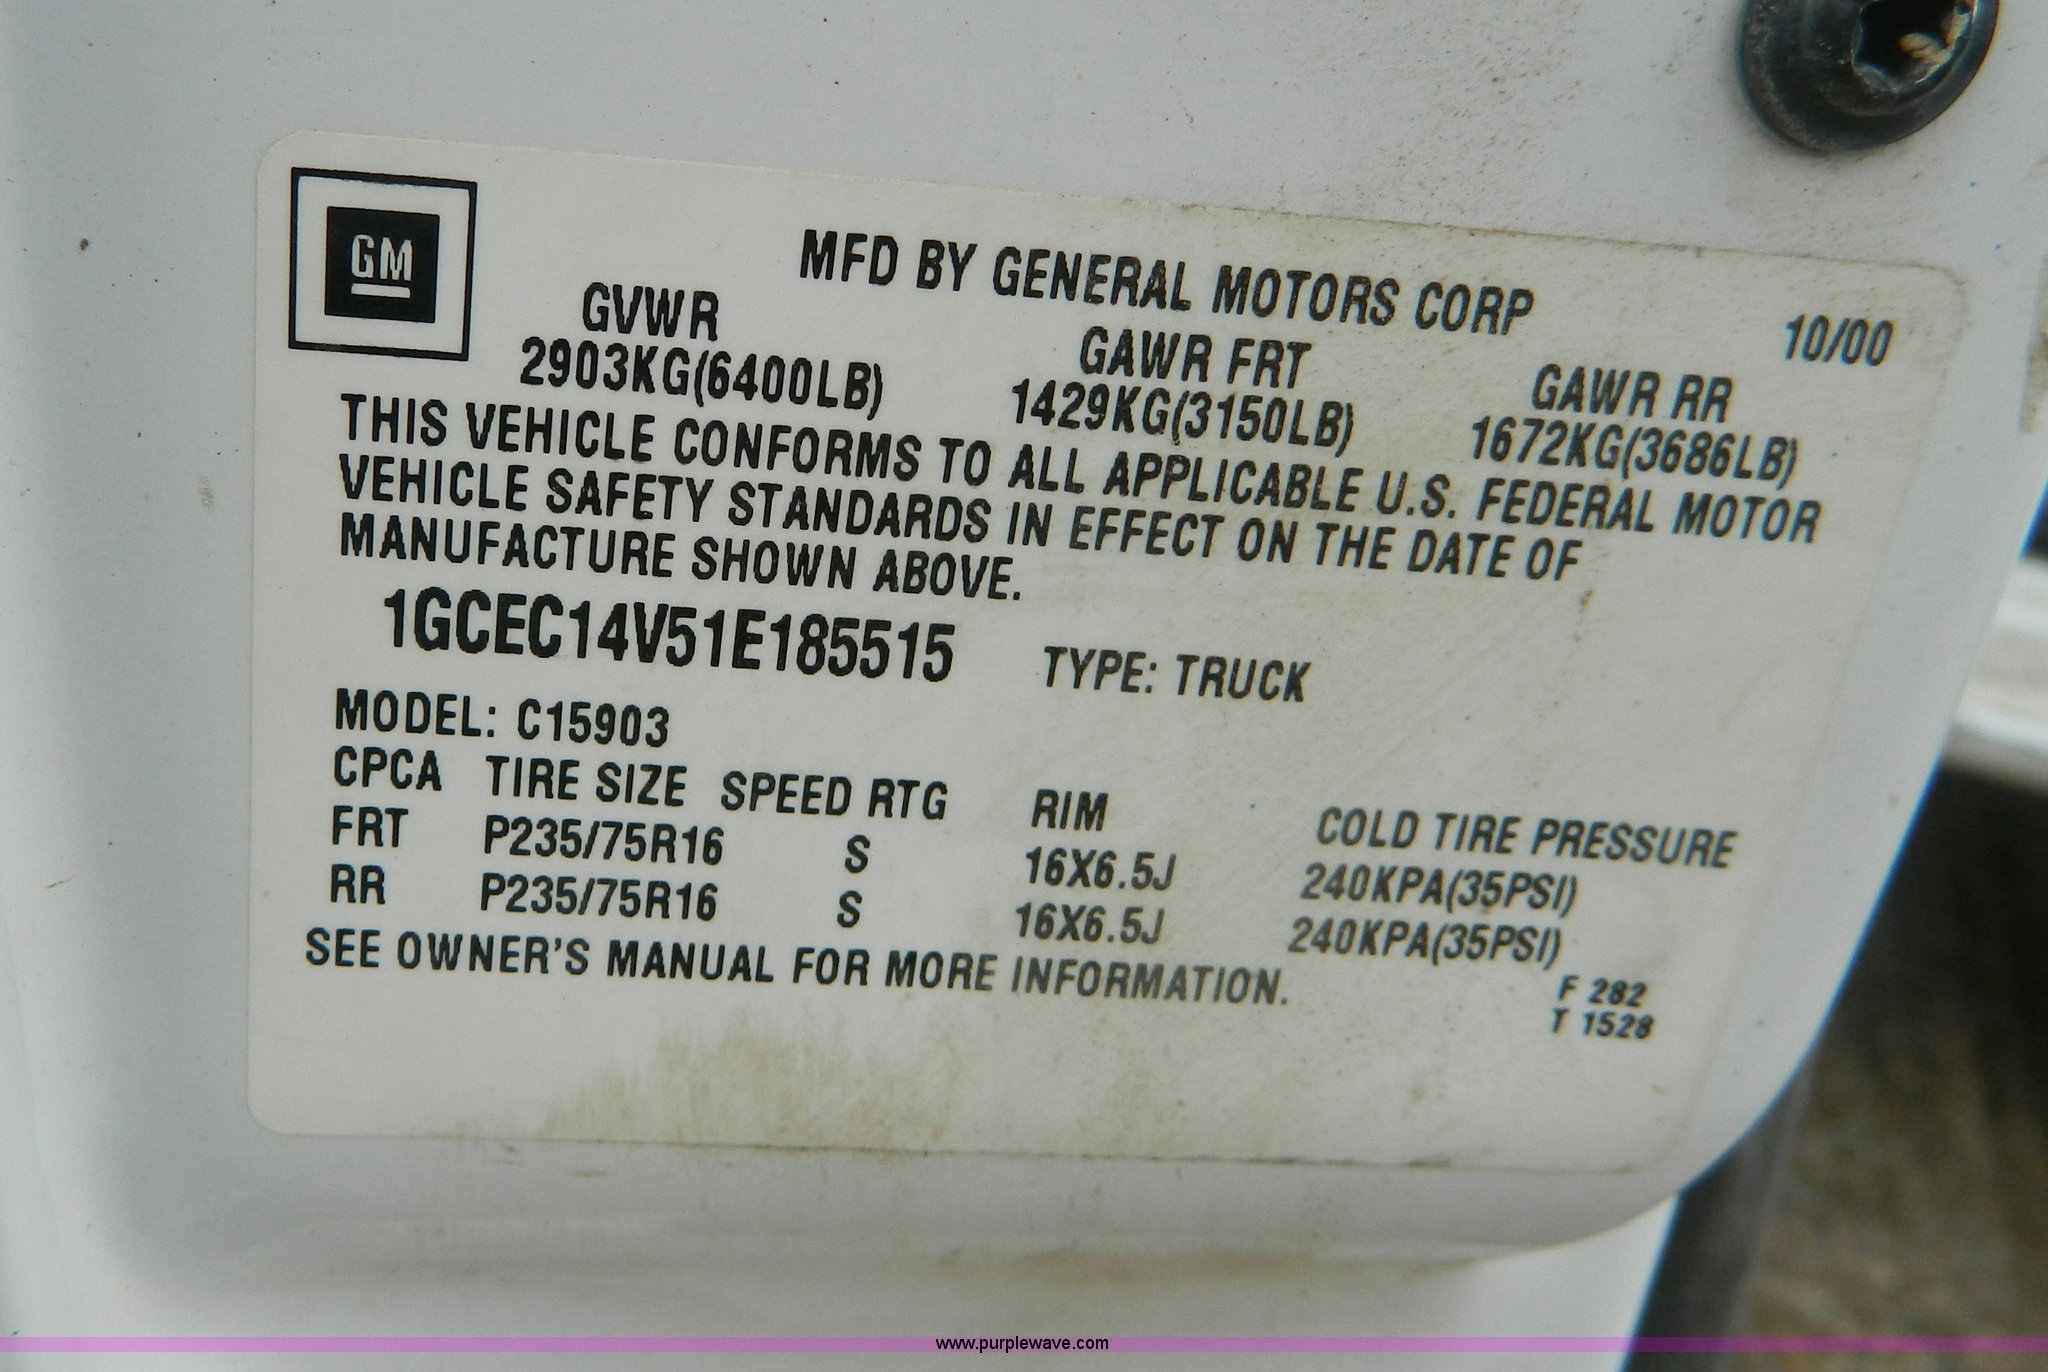 GM
MFD BY GENERAL MOTORS CORP
10/00
GVWR GAWR FRT GAWR RR
2903KG(6400LB) 1429KG(3150LB) 1672KG(3686LB)
THIS VEHICLE CONFORMS TO ALL APPLICABLE U.S. FEDERAL MOTOR
VEHICLE SAFETY STANDARDS IN EFFECT ON THE DATE OF
MANUFACTURE SHOWN ABOVE.
1GCEC14V51E185515 TYPE: TRUCK
MODEL: C15903
CPCA TIRE SIZE SPEED RTG RIM COLD TIRE PRESSURE
FRT P235/75R16 S 16X6.5J 240KPA(35PSI)
RR P235/75R16 S 16X6.5J 240KPA(35PSI)
SEE OWNER'S MANUAL FOR MORE INFORMATION.
F 282
T 1528
www.purplewave.com